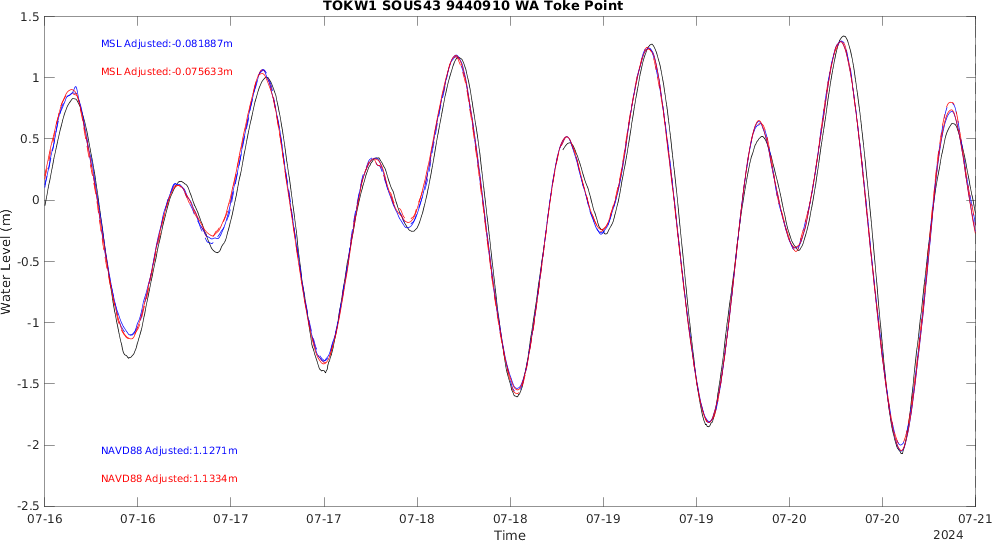 TOKW1 SOUS43 9440910 WA Toke Point
1.5
1
0.5
0
-0.5
-1
-1.5
-2
-2.5
Water Level (m)
MSL Adjusted:-0.081887m
MSL Adjusted:-0.075633m
NAVD88 Adjusted:1.1271m
NAVD88 Adjusted:1.1334m
07-16 07-16 07-17 07-17 07-18 07-18 07-19 07-19 07-20 07-20 07-21
Time
2024